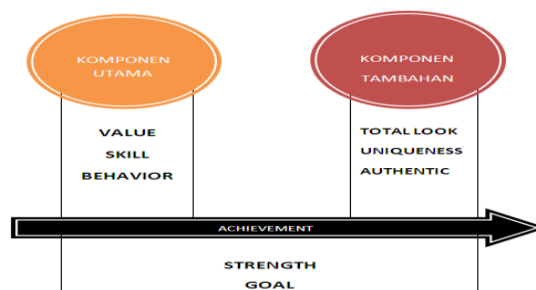 KOMPONEN
UTAMA
KOMPONEN
TAMBAHAN
VALUE
SKILL
BEHAVIOR
TOTAL LOOK
UNIQUENESS
AUTHENTIC
ACHIEVEMENT
STRENGTH
GOAL